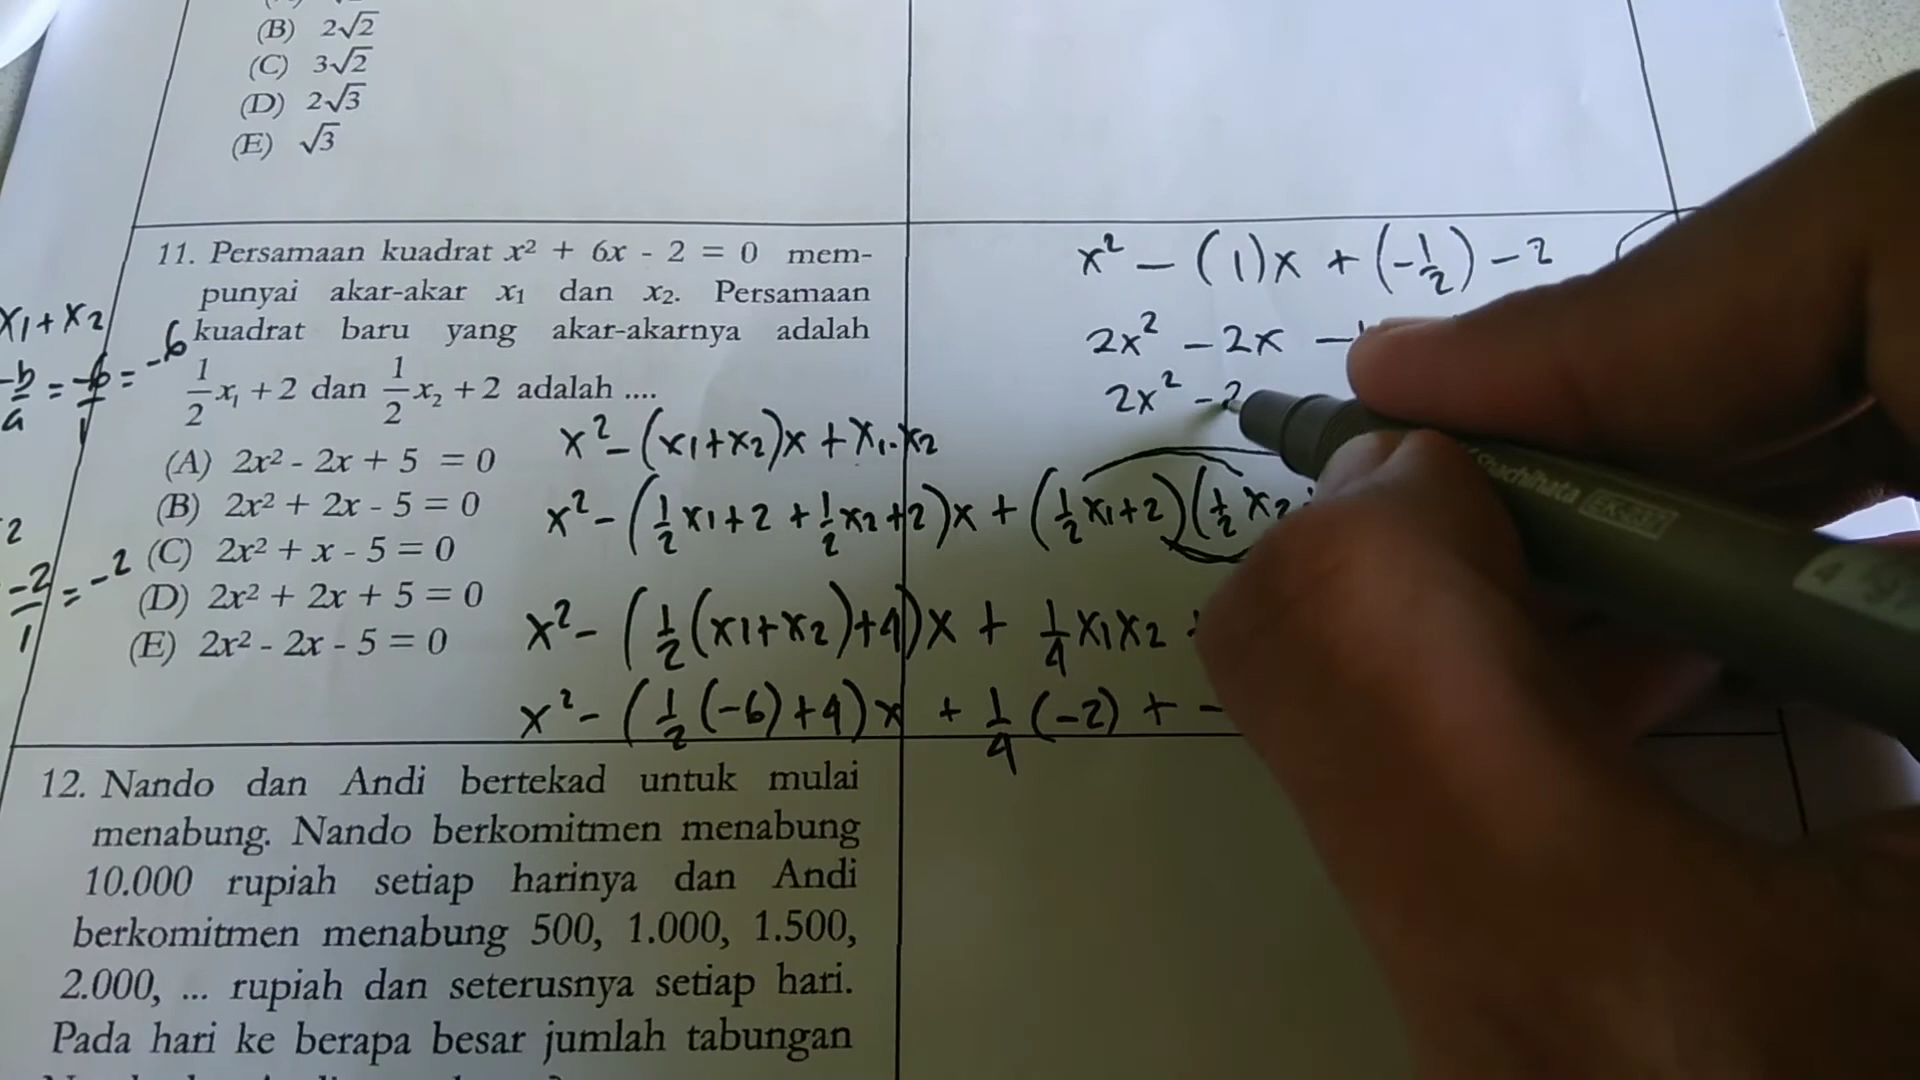 (B) 2√2
(C) 3√2
(D) 2√3
(E) √3
11. Persamaan kuadrat x² + 6x - 2 = 0 mem-
punyai akar-akar x₁ dan x₂. Persamaan
kuadrat baru yang akar-akarnya adalah
1/2 x₁ + 2 dan 1/2 x₂ + 2 adalah ....
(A) 2x² - 2x + 5 = 0
(B) 2x² + 2x - 5 = 0
(C) 2x² + x - 5 = 0
(D) 2x² + 2x + 5 = 0
(E) 2x² - 2x - 5 = 0
x₁ + x₂
-b/a = -6/1 = -6
2
-2/1 = -2
x² - (x₁+x₂)x + x₁.x₂
x² - (1/2 x₁+2 + 1/2 x₂+2)x + (1/2 x₁+2)(1/2 x₂
x² - (1/2 (x₁+x₂)+4)x + 1/4 x₁x₂
x² - (1/2 (-6)+4)x + 1/4 (-2) + -
x² - (1)x + (-1/2) - 2
2x² - 2x -
2x² - 2
12. Nando dan Andi bertekad untuk mulai
menabung. Nando berkomitmen menabung
10.000 rupiah setiap harinya dan Andi
berkomitmen menabung 500, 1.000, 1.500,
2.000, ... rupiah dan seterusnya setiap hari.
Pada hari ke berapa besar jumlah tabungan
Shachihata